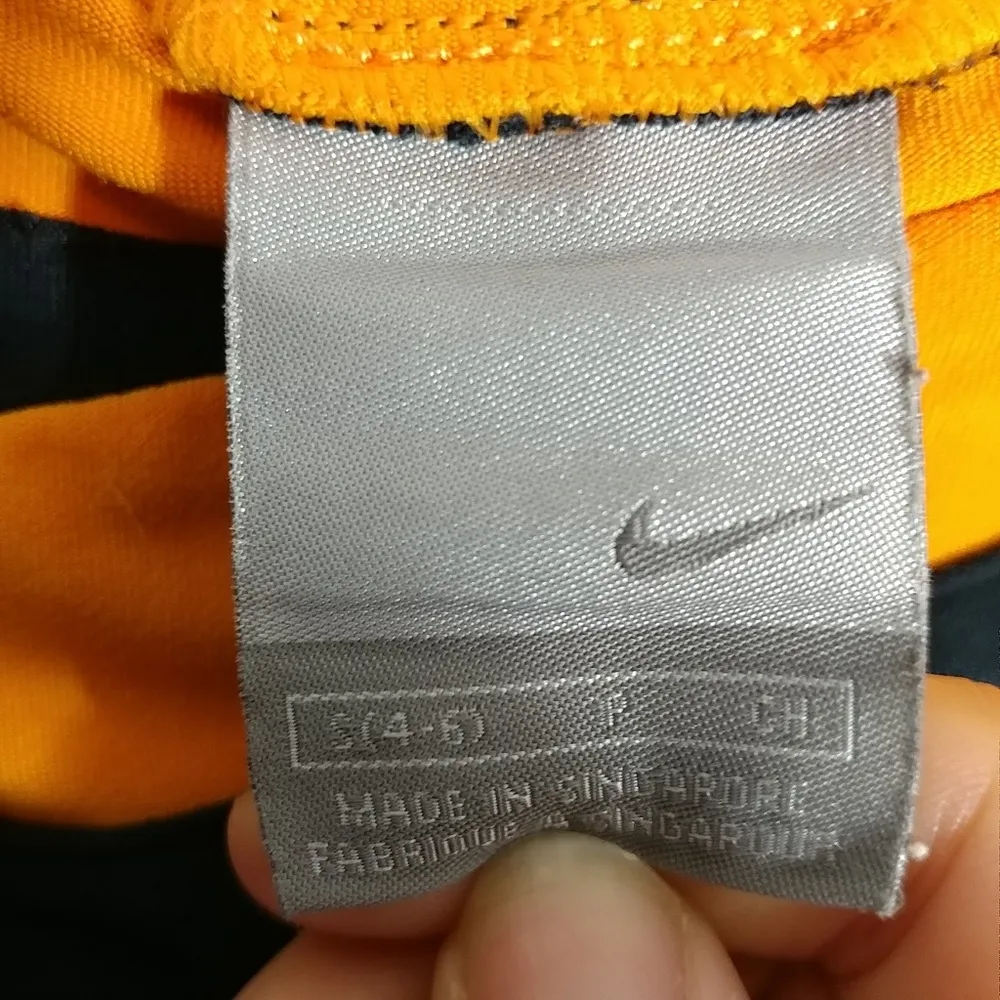 S(4-6) P CH
MADE IN SINGAPORE
FABRIQUE A SINGAPOUR